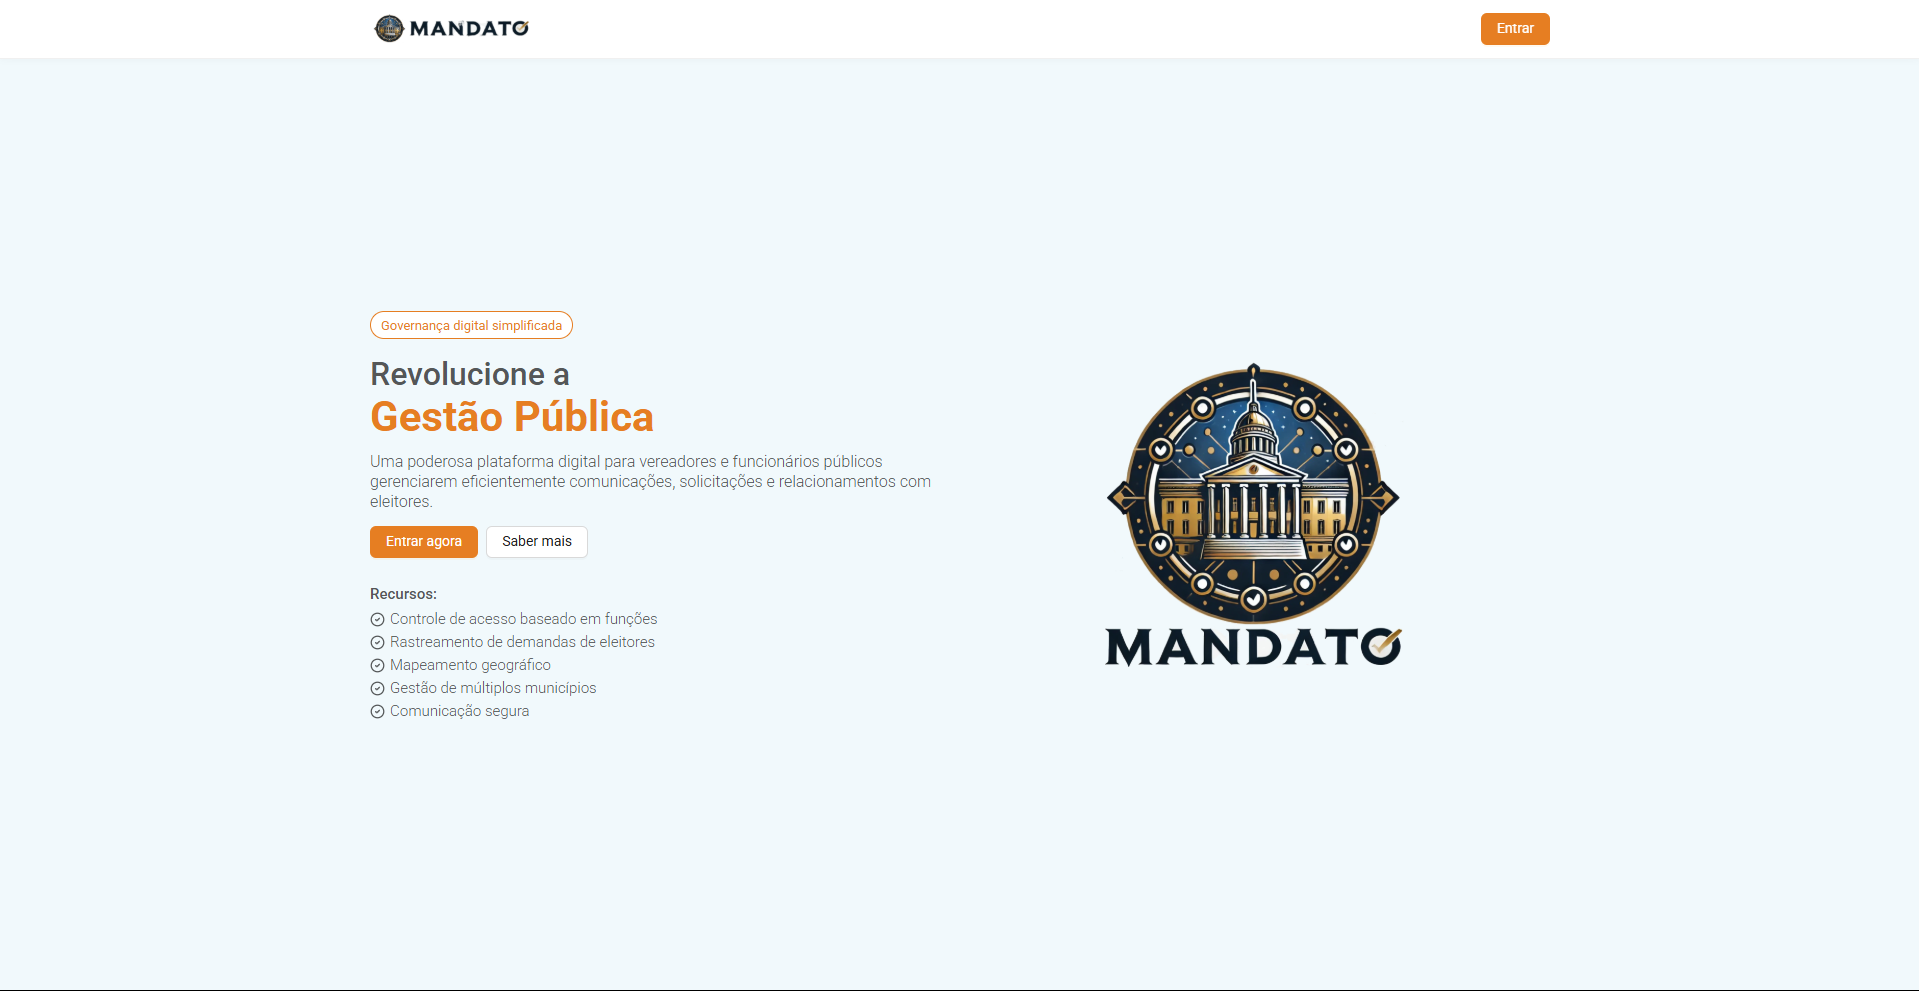 MANDATO
Entrar
Governança digital simplificada
Revolucione a
Gestão Pública
Uma poderosa plataforma digital para vereadores e funcionários públicos
gerenciarem eficientemente comunicações, solicitações e relacionamentos com
eleitores.
Entrar agora
Saber mais
Recursos:
Controle de acesso baseado em funções
Rastreamento de demandas de eleitores
Mapeamento geográfico
Gestão de múltiplos municípios
Comunicação segura
MANDATO